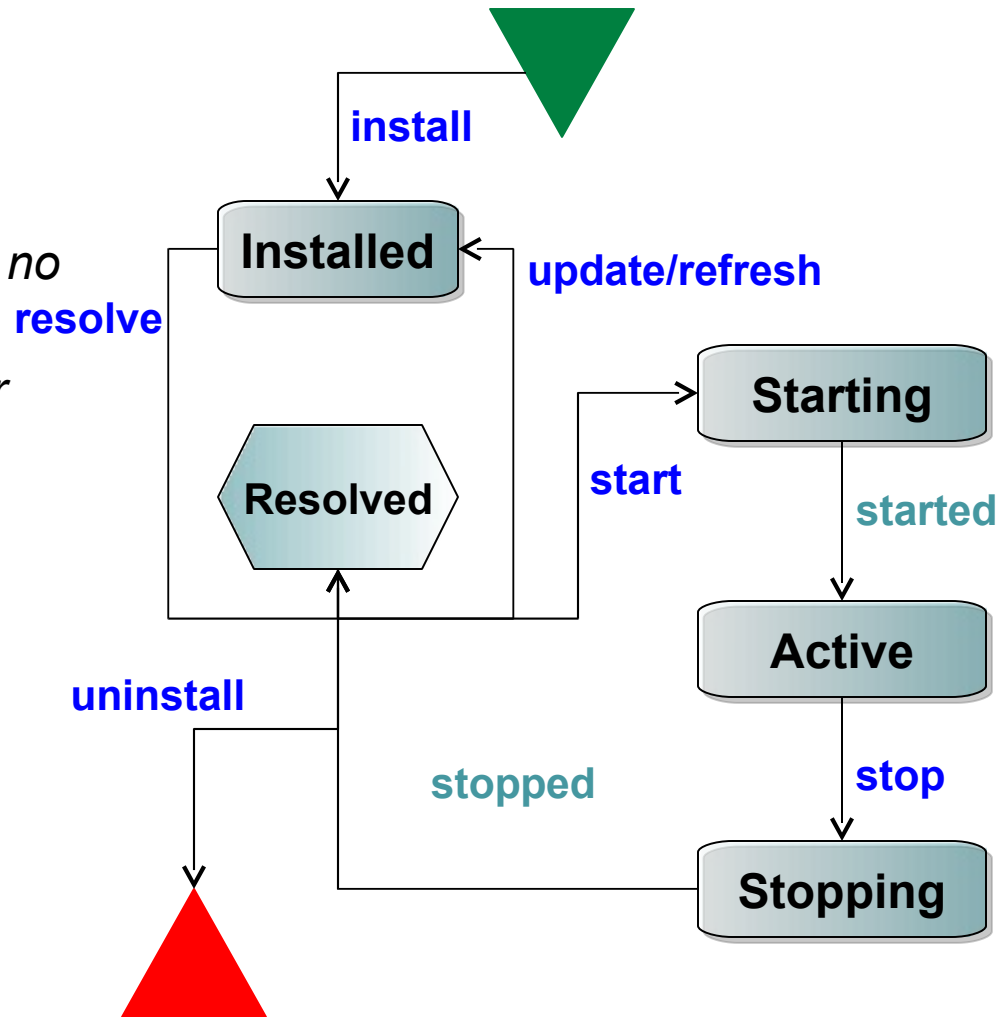 install
Installed
no
update/refresh
resolve
r
Starting
start
Resolved
started
Active
uninstall
stopped
stop
Stopping